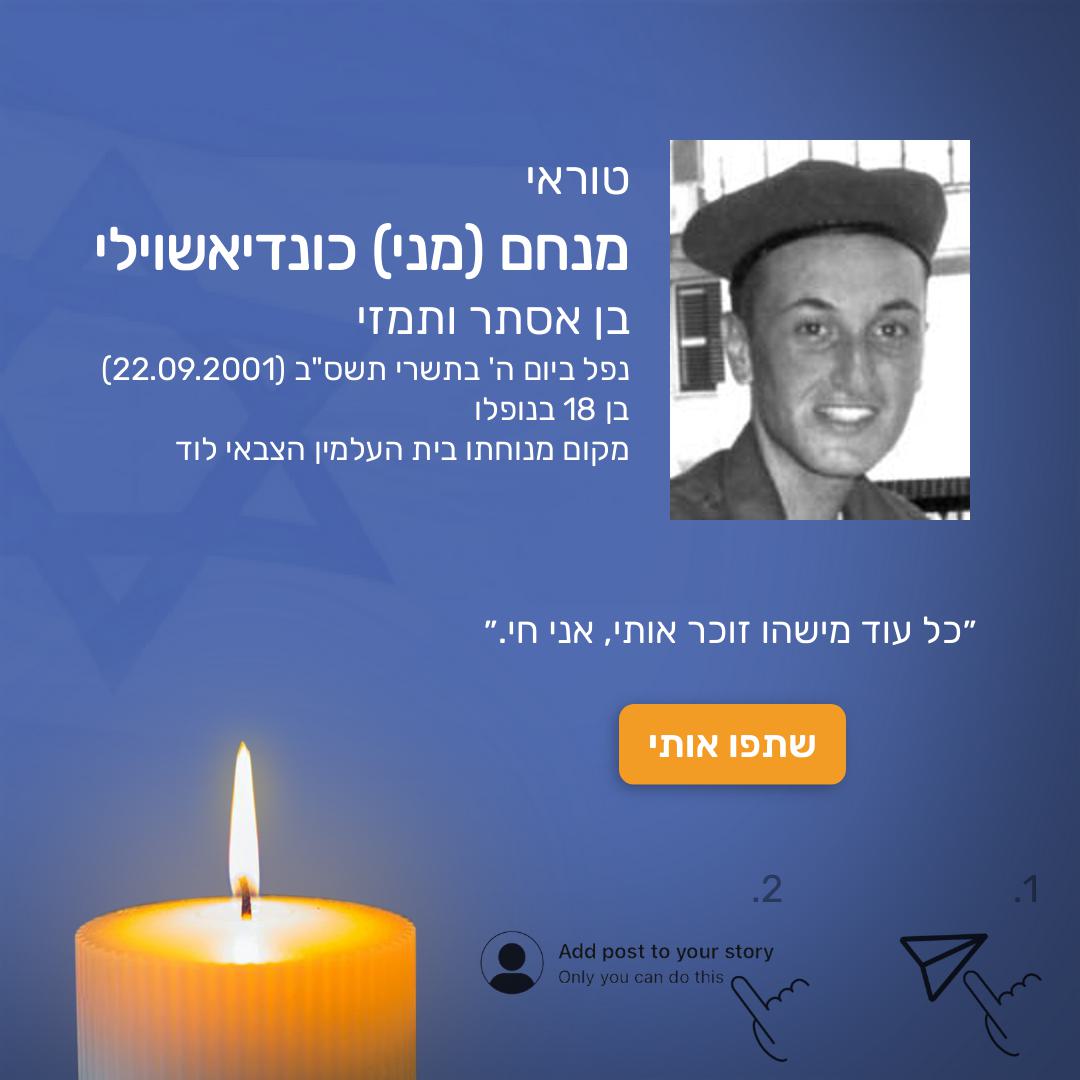 טוראי
מנחם (מני) כונדיאשוילי
בן אסתר ותמזי
נפל ביום ה' בתשרי תשס"ב (22.09.2001)
בן 18 בנופלו
מקום מנוחתו בית העלמין הצבאי לוד
״כל עוד מישהו זוכר אותי, אני חי.״
שתפו אותי
1.
2.
Add post to your story
Only you can do this